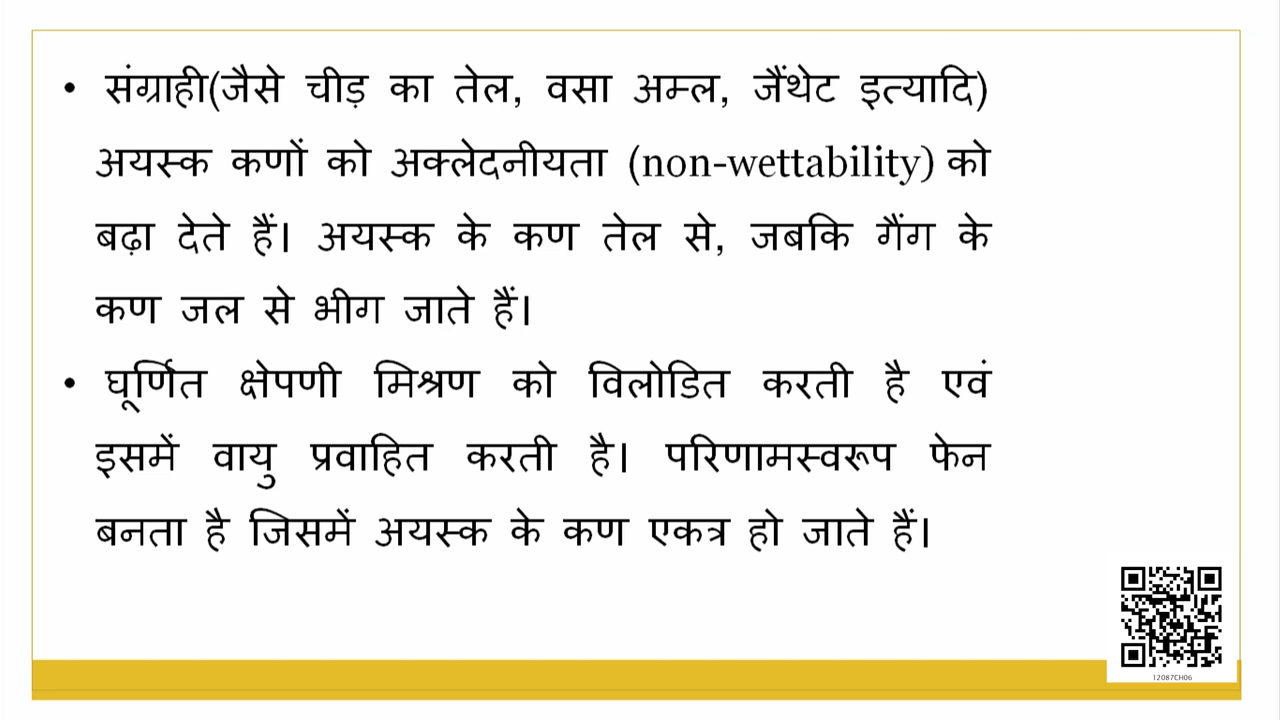 • संग्राही(जैसे चीड़ का तेल, वसा अम्ल, जैंथेट इत्यादि)
अयस्क कणों को अक्लेदनीयता (non-wettability) को
बढ़ा देते हैं। अयस्क के कण तेल से, जबकि गैंग के
कण जल से भीग जाते हैं।
• घूर्णित क्षेपणी मिश्रण को विलोडित करती है एवं
इसमें वायु प्रवाहित करती है। परिणामस्वरूप फेन
बनता है जिसमें अयस्क के कण एकत्र हो जाते हैं।
12087CH06